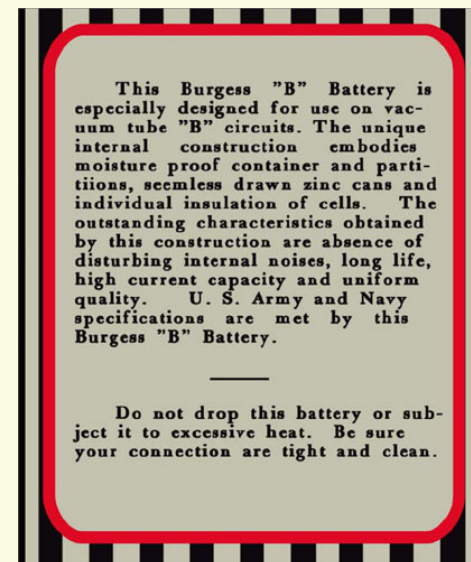 This Burgess "B" Battery is
especially designed for use on vac-
uum tube "B" circuits. The unique
internal construction embodies
moisture proof container and parti-
tiions, seemless drawn zinc cans and
individual insulation of cells. The
outstanding characteristics obtained
by this construction are absence of
disturbing internal noises, long life,
high current capacity and uniform
quality. U. S. Army and Navy
specifications are met by this
Burgess "B" Battery.
Do not drop this battery or sub-
ject it to excessive heat. Be sure
your connection are tight and clean.